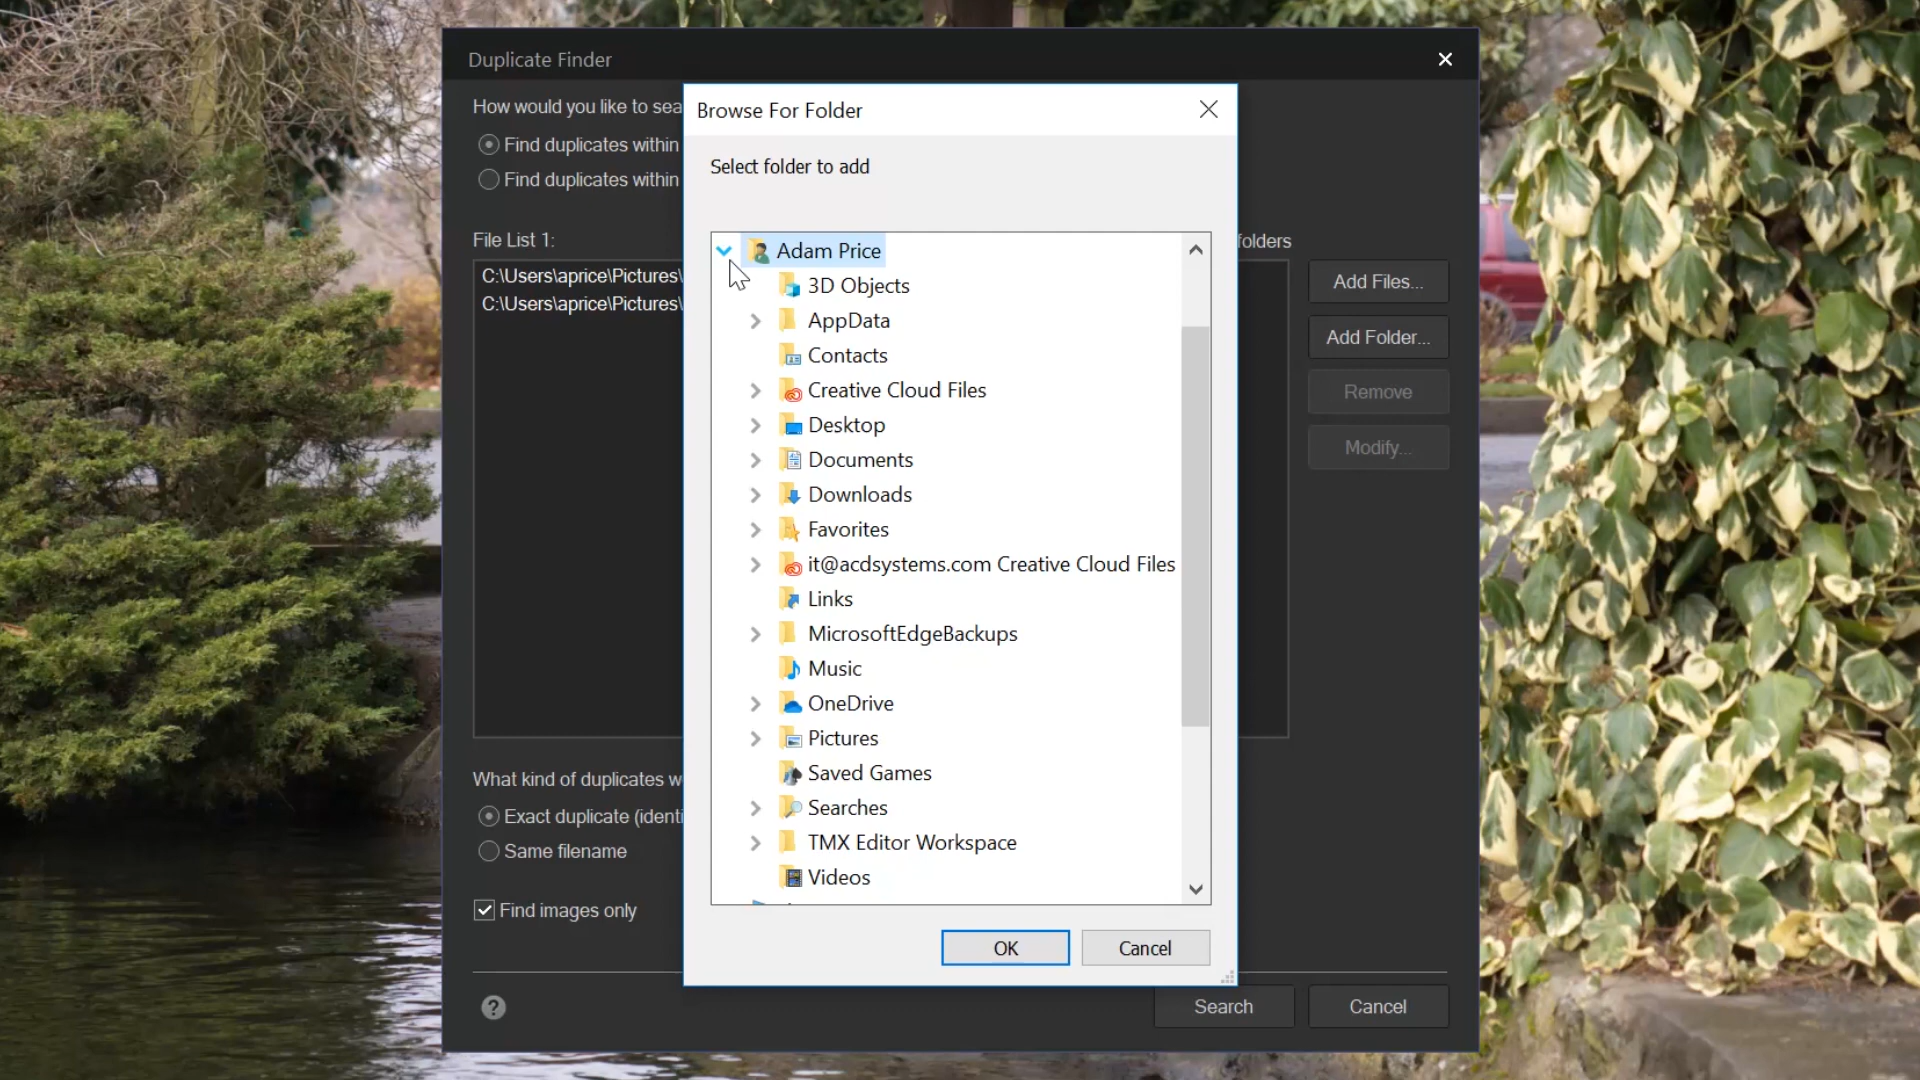 Duplicate Finder
Browse For Folder
How would you like to sea
Find duplicates within
Find duplicates within
Select folder to add
File List 1:
folders
C:\Users\aprice\Pictures\
C:\Users\aprice\Pictures\
Adam Price
3D Objects
AppData
Contacts
Creative Cloud Files
Desktop
Documents
Downloads
Favorites
it@acdsystems.com Creative Cloud Files
Links
MicrosoftEdgeBackups
Music
OneDrive
Pictures
Saved Games
Searches
TMX Editor Workspace
Videos
Add Files...
Add Folder...
Remove
Modify...
What kind of duplicates w
Exact duplicate (identi
Same filename
Find images only
OK
Cancel
?
Search
Cancel